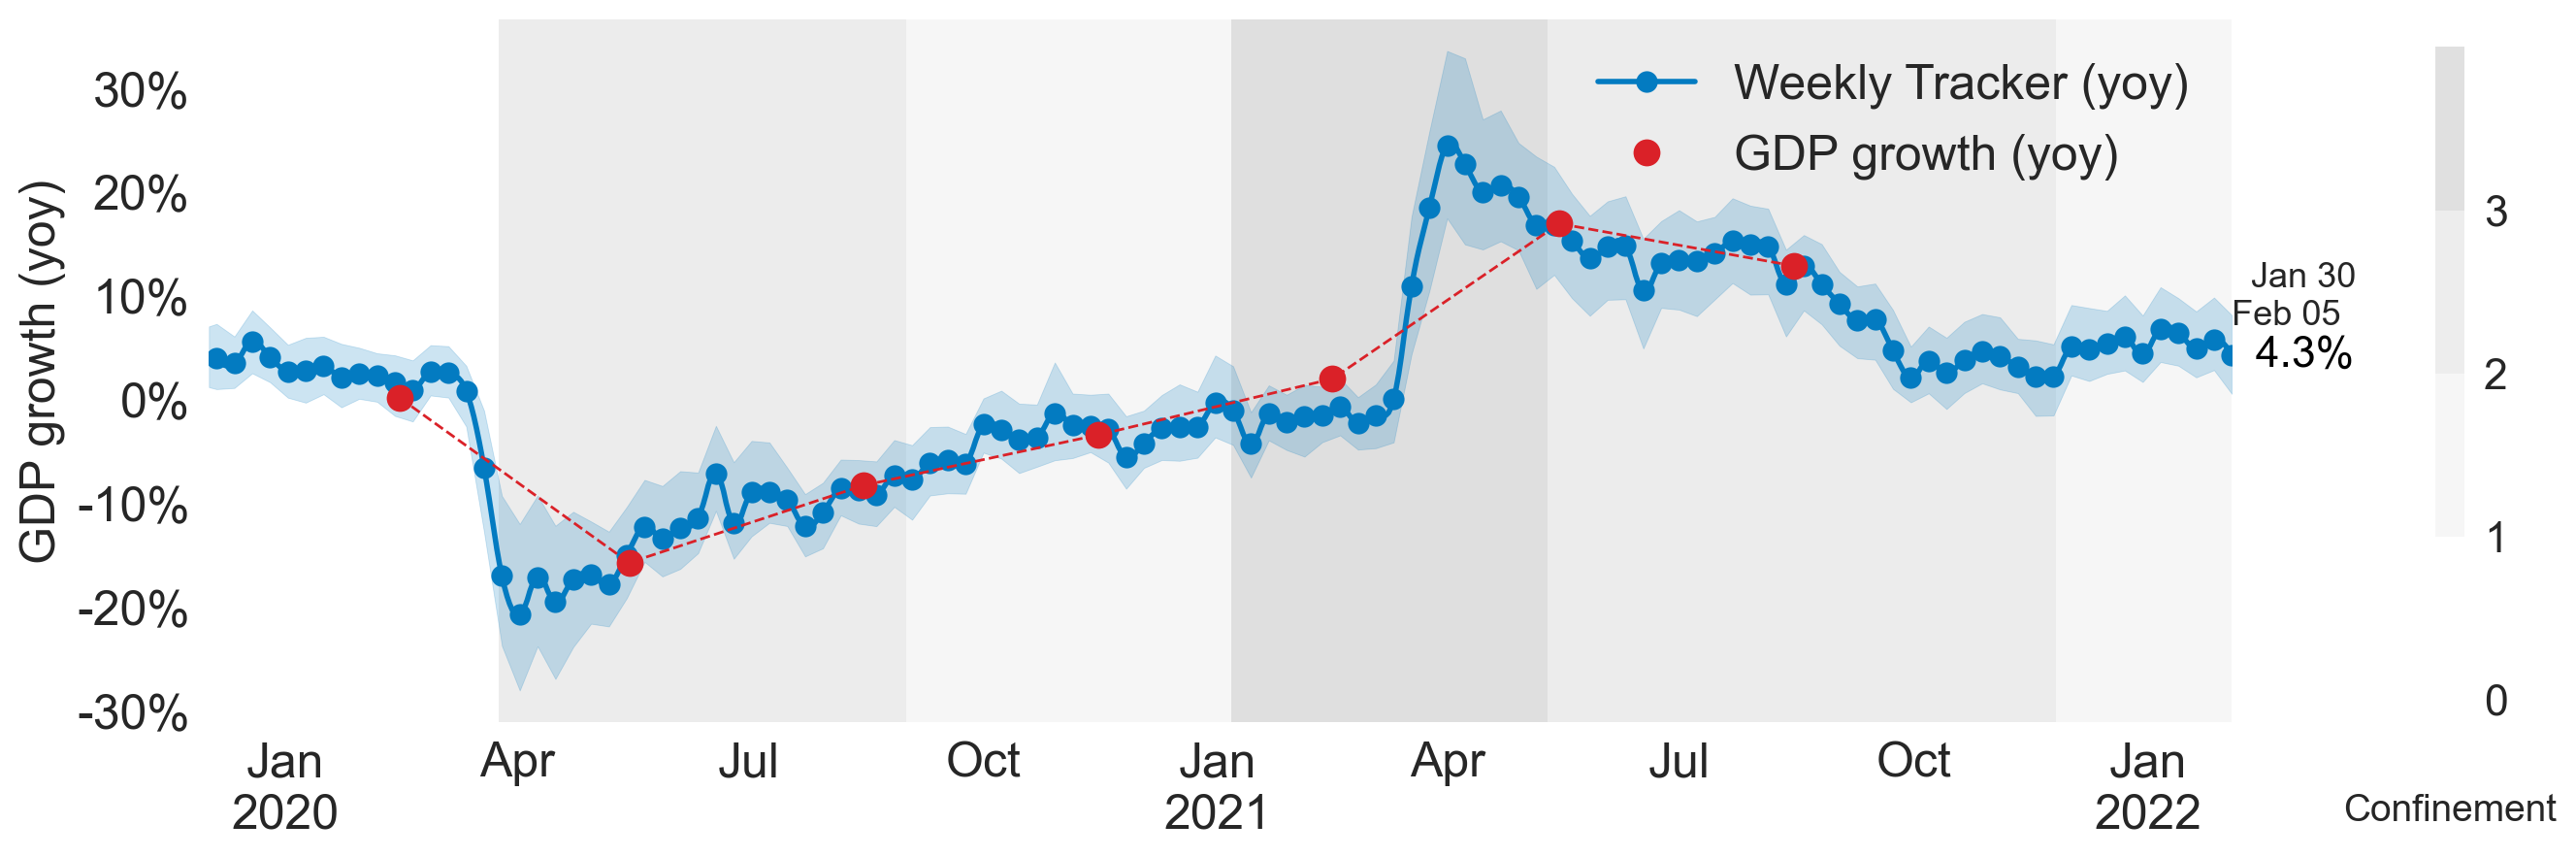 GDP growth (yoy)
30%
20%
10%
0%
-10%
-20%
-30%
Weekly Tracker (yoy)
GDP growth (yoy)
Jan 30
Feb 05
4.3%
3
2
1
0
Confinement
Jan
2020
Apr
Jul
Oct
Jan
2021
Apr
Jul
Oct
Jan
2022